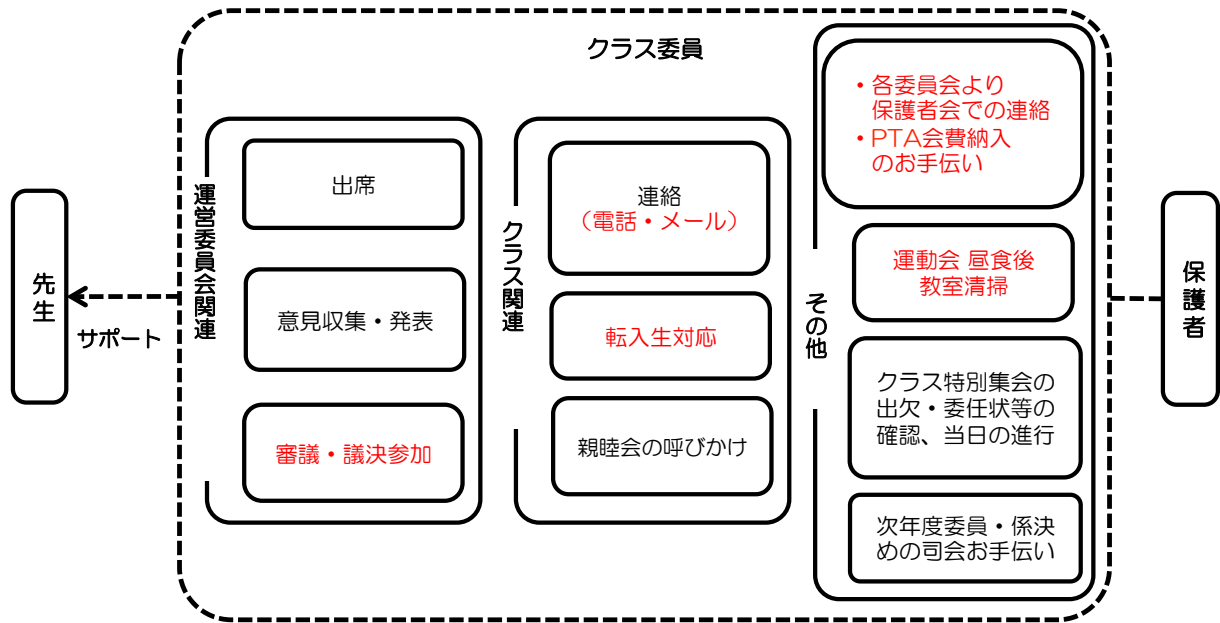 クラス委員
先生
サポート
運営委員会関連
出席
意見収集・発表
審議・議決参加
クラス関連
連絡
(電話・メール)
転入生対応
親睦会の呼びかけ
その他
・各委員会より
保護者会での連絡
・PTA会費納入
のお手伝い
運動会 昼食後
教室清掃
クラス特別集会の
出欠・委任状等の
確認、当日の進行
次年度委員・係決
めの司会お手伝い
保護者